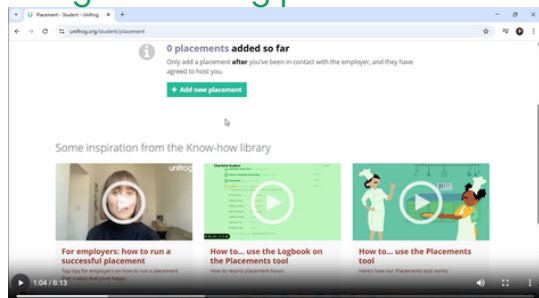 Placement - Student - Unifrog
unifrog.org/student/placement
0 placements added so far
Only add a placement after you've been in contact with the employer, and they have
agreed to host you.
+ Add new placement
Some inspiration from the Know-how library
unifrog
For employers: how to run a
successful placement
Top tips for employers on how to run a placement
that makes everyone happy
How to... use the Logbook on
the Placements tool
How to record placement hours
How to... use the Placements
tool
Here's how our Placements tool works
1:04 / 6:13